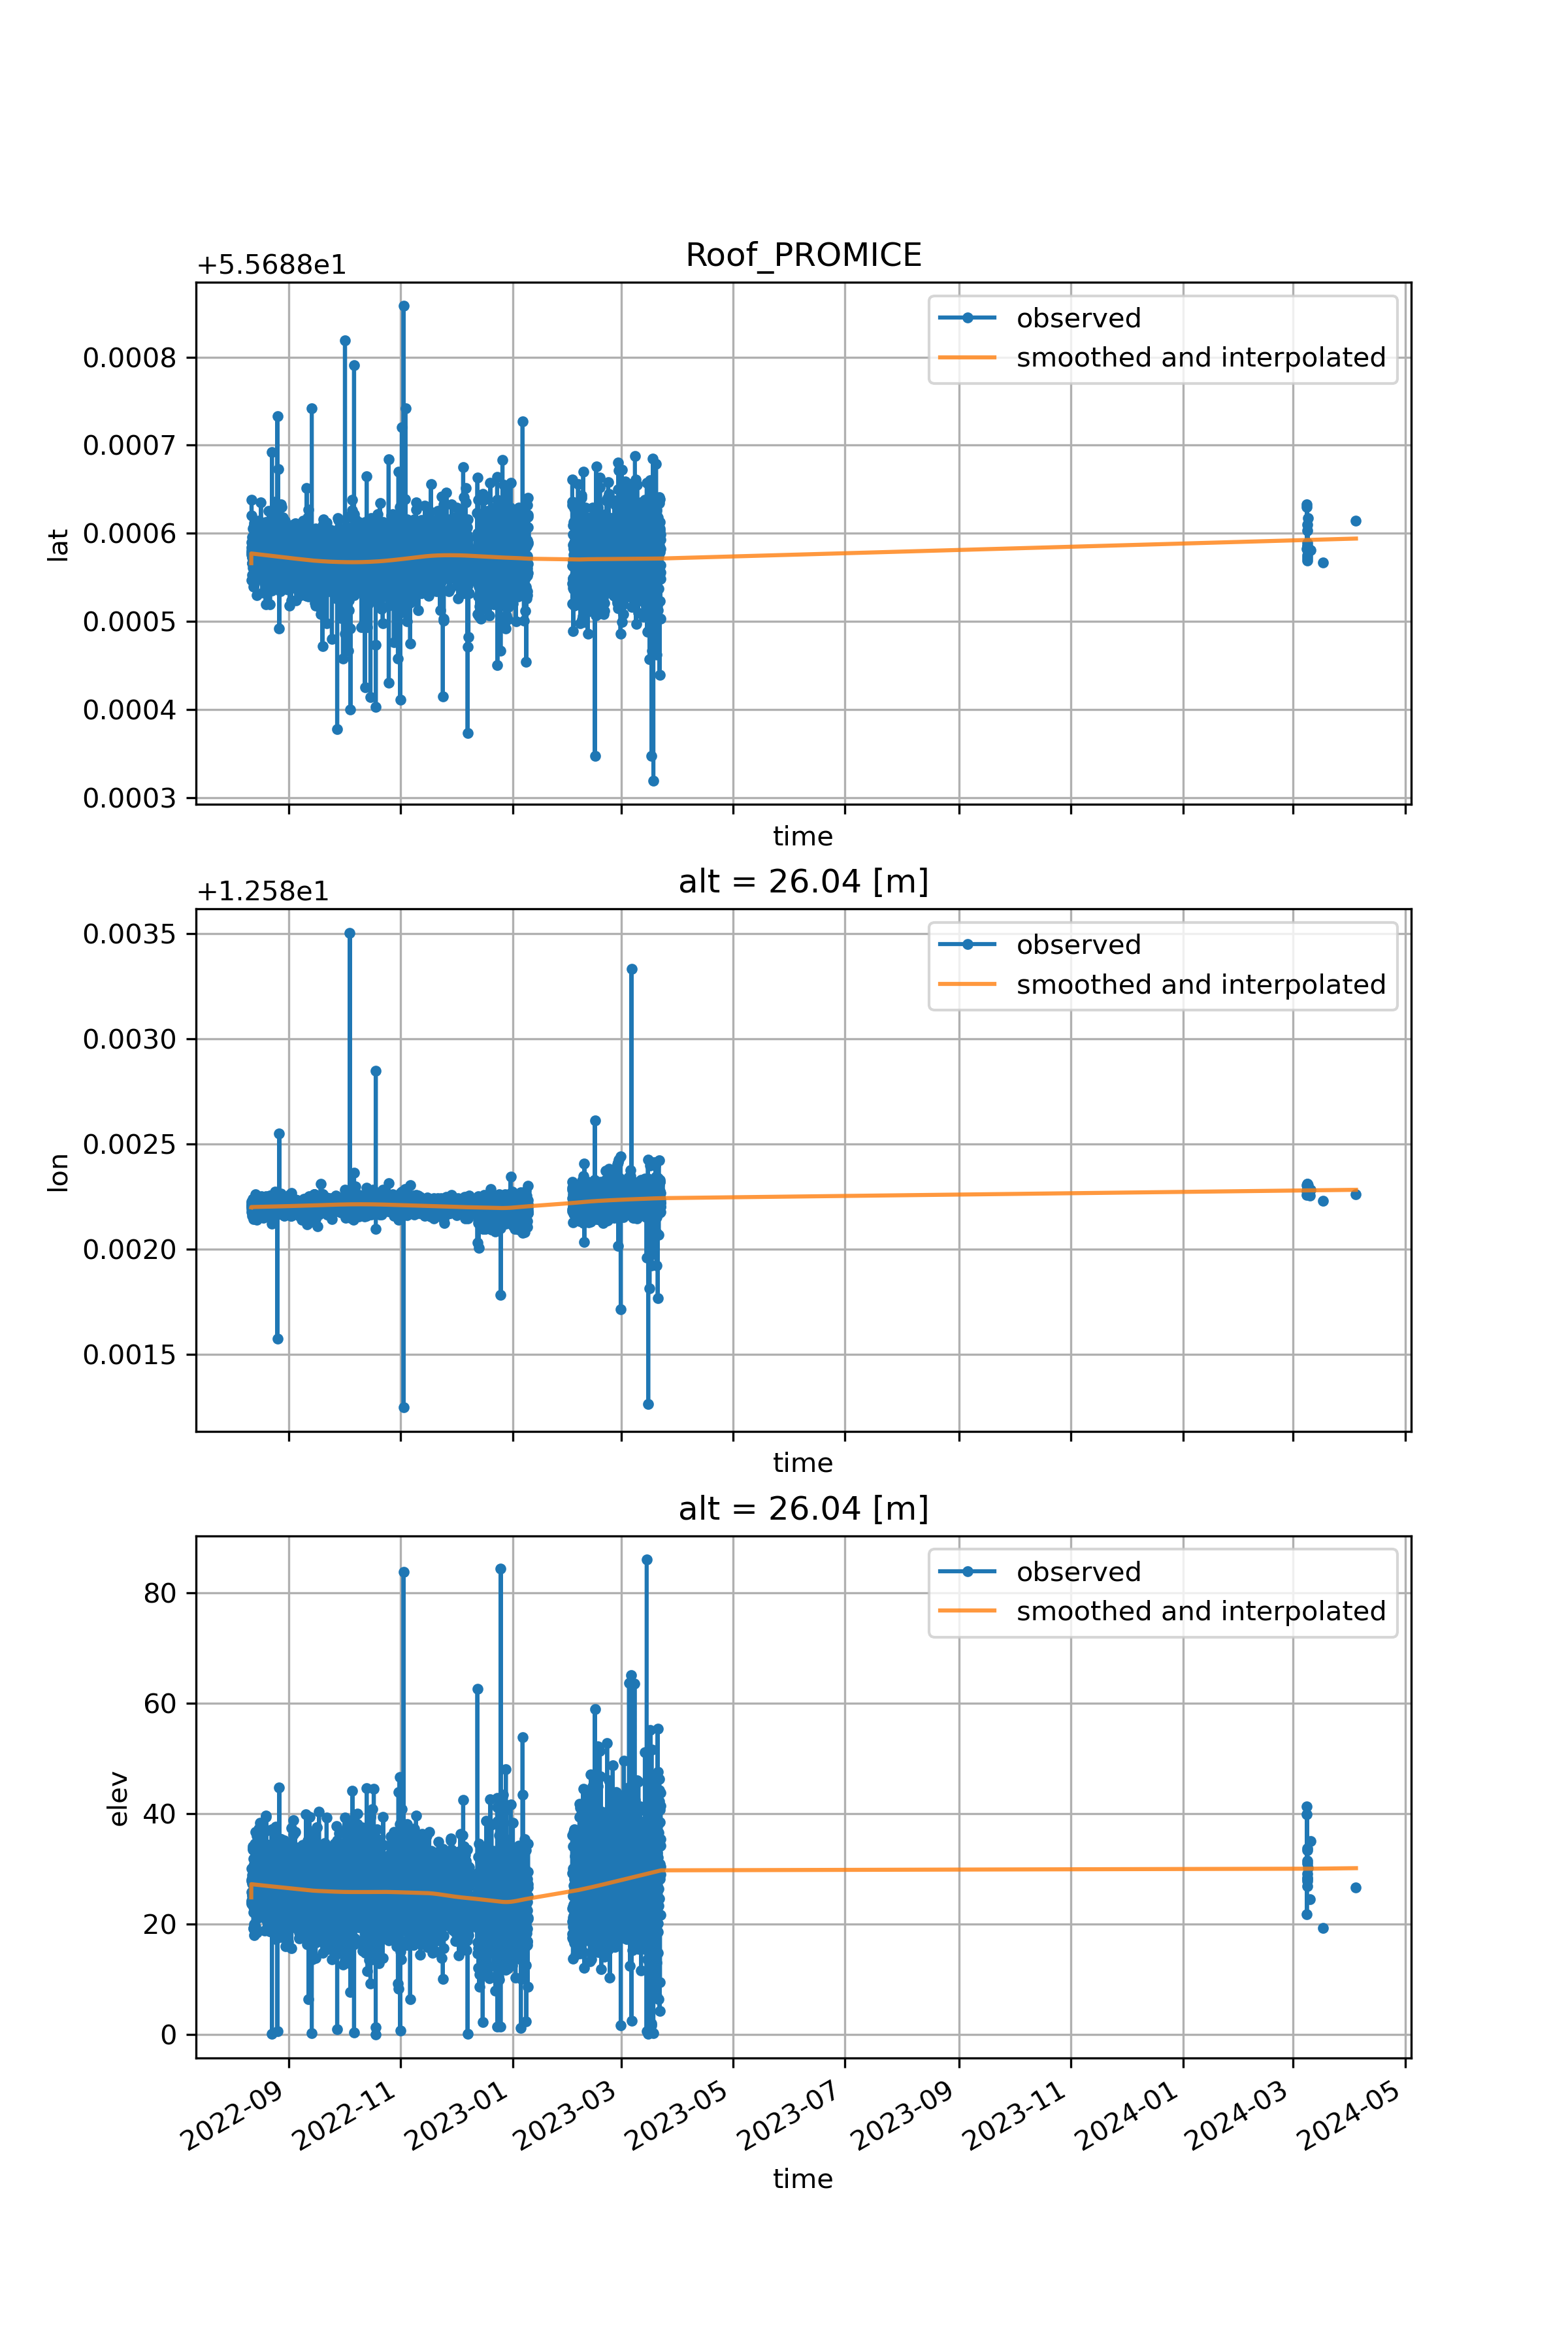 Roof_PROMICE
+5.5688e1
observed
smoothed and interpolated
0.0008
0.0007
0.0006
0.0005
0.0004
0.0003
lat
time
alt = 26.04 [m]
+1.258e1
observed
smoothed and interpolated
0.0035
0.0030
0.0025
0.0020
0.0015
lon
time
alt = 26.04 [m]
observed
smoothed and interpolated
80
60
40
20
0
elev
2022-09 2022-11 2023-01 2023-03 2023-05 2023-07 2023-09 2023-11 2024-01 2024-03 2024-05
time